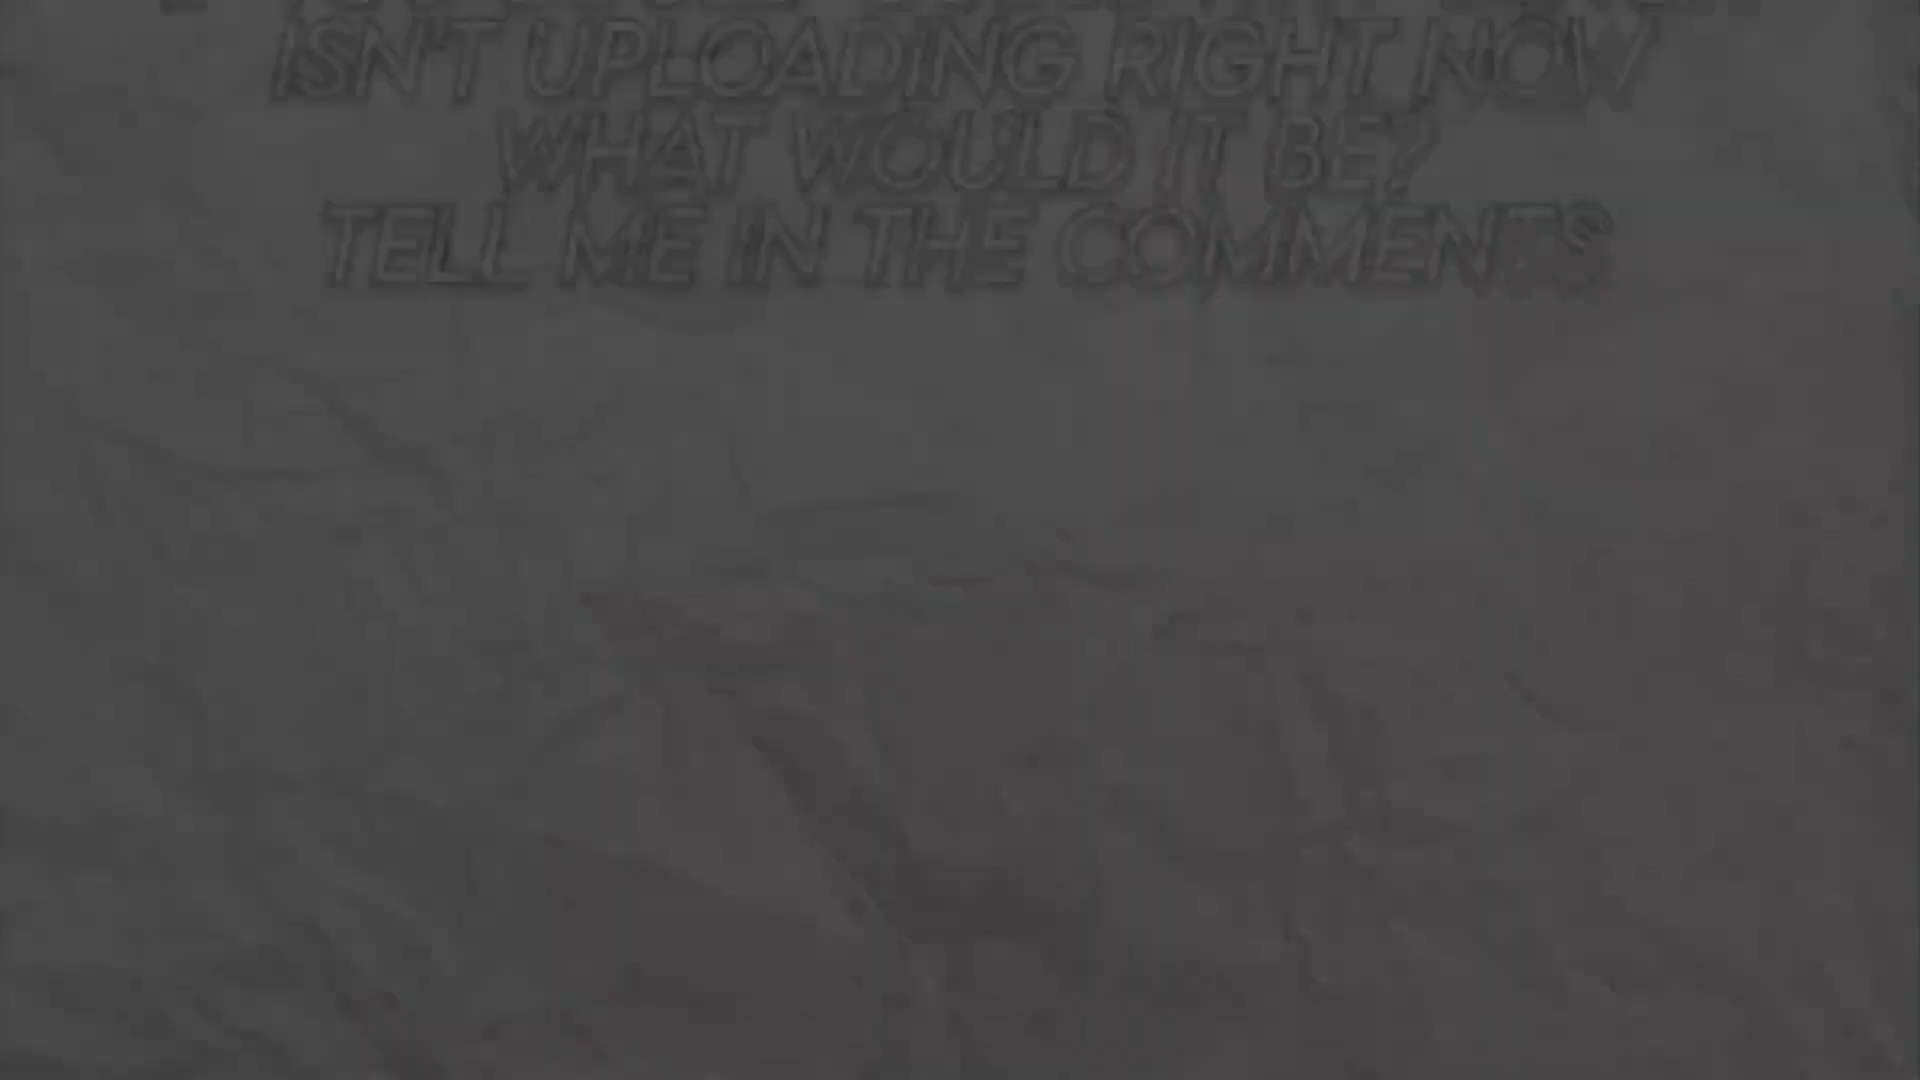 ISN'T UPLOADING RIGHT NOW
WHAT WOULD IT BE?
TELL ME IN THE COMMENTS